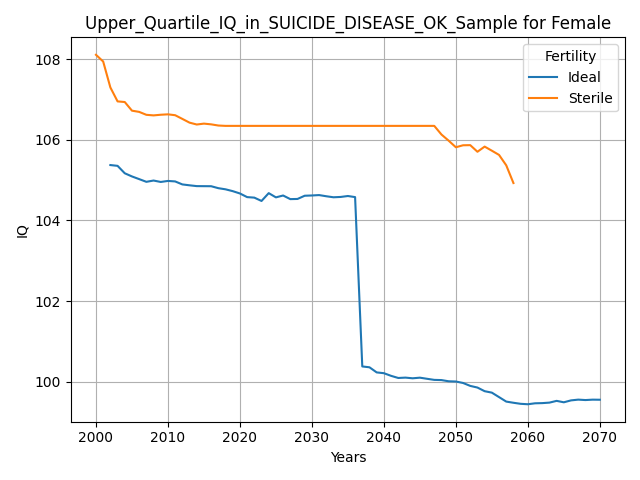 Upper_Quartile_IQ_in_SUICIDE_DISEASE_OK_Sample for Female
Fertility
Ideal
Sterile
IQ
108
106
104
102
100
2000
2010
2020
2030
2040
2050
2060
2070
Years